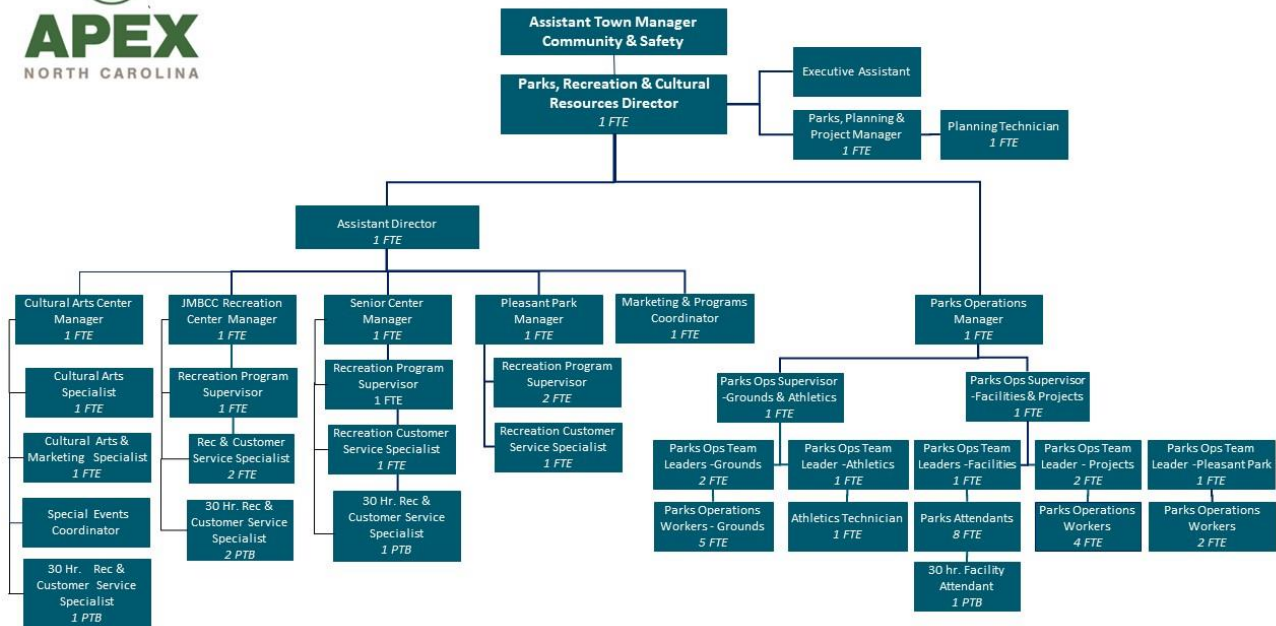 APEX
NORTH CAROLINA
Assistant Town Manager
Community & Safety
Parks, Recreation & Cultural
Resources Director
1 FTE
Executive Assistant
Parks, Planning &
Project Manager
1 FTE
Planning Technician
1 FTE
Assistant Director
1 FTE
Cultural Arts Center
Manager
1 FTE
JMBCC Recreation
Center Manager
1 FTE
Senior Center
Manager
1 FTE
Pleasant Park
Manager
1 FTE
Marketing & Programs
Coordinator
1 FTE
Parks Operations
Manager
1 FTE
Cultural Arts
Specialist
1 FTE
Recreation Program
Supervisor
1 FTE
Recreation Program
Supervisor
1 FTE
Recreation Program
Supervisor
2 FTE
Parks Ops Supervisor
-Grounds & Athletics
1 FTE
Parks Ops Supervisor
-Facilities & Projects
1 FTE
Cultural Arts &
Marketing Specialist
1 FTE
Rec & Customer
Service Specialist
2 FTE
Recreation Customer
Service Specialist
1 FTE
Recreation Customer
Service Specialist
1 FTE
Parks Ops Team
Leaders -Grounds
2 FTE
Parks Ops Team
Leader -Athletics
1 FTE
Parks Ops Team
Leaders -Facilities
1 FTE
Parks Ops Team
Leader - Projects
2 FTE
Parks Ops Team
Leader -Pleasant Park
1 FTE
Special Events
Coordinator
30 Hr. Rec &
Customer Service
Specialist
2 PTB
30 Hr. Rec &
Customer Service
Specialist
1 PTB
Parks Operations
Workers - Grounds
5 FTE
Athletics Technician
1 FTE
Parks Attendants
8 FTE
Parks Operations
Workers
4 FTE
Parks Operations
Workers
2 FTE
30 Hr. Rec &
Customer Service
Specialist
1 PTB
30 hr. Facility
Attendant
1 PTB